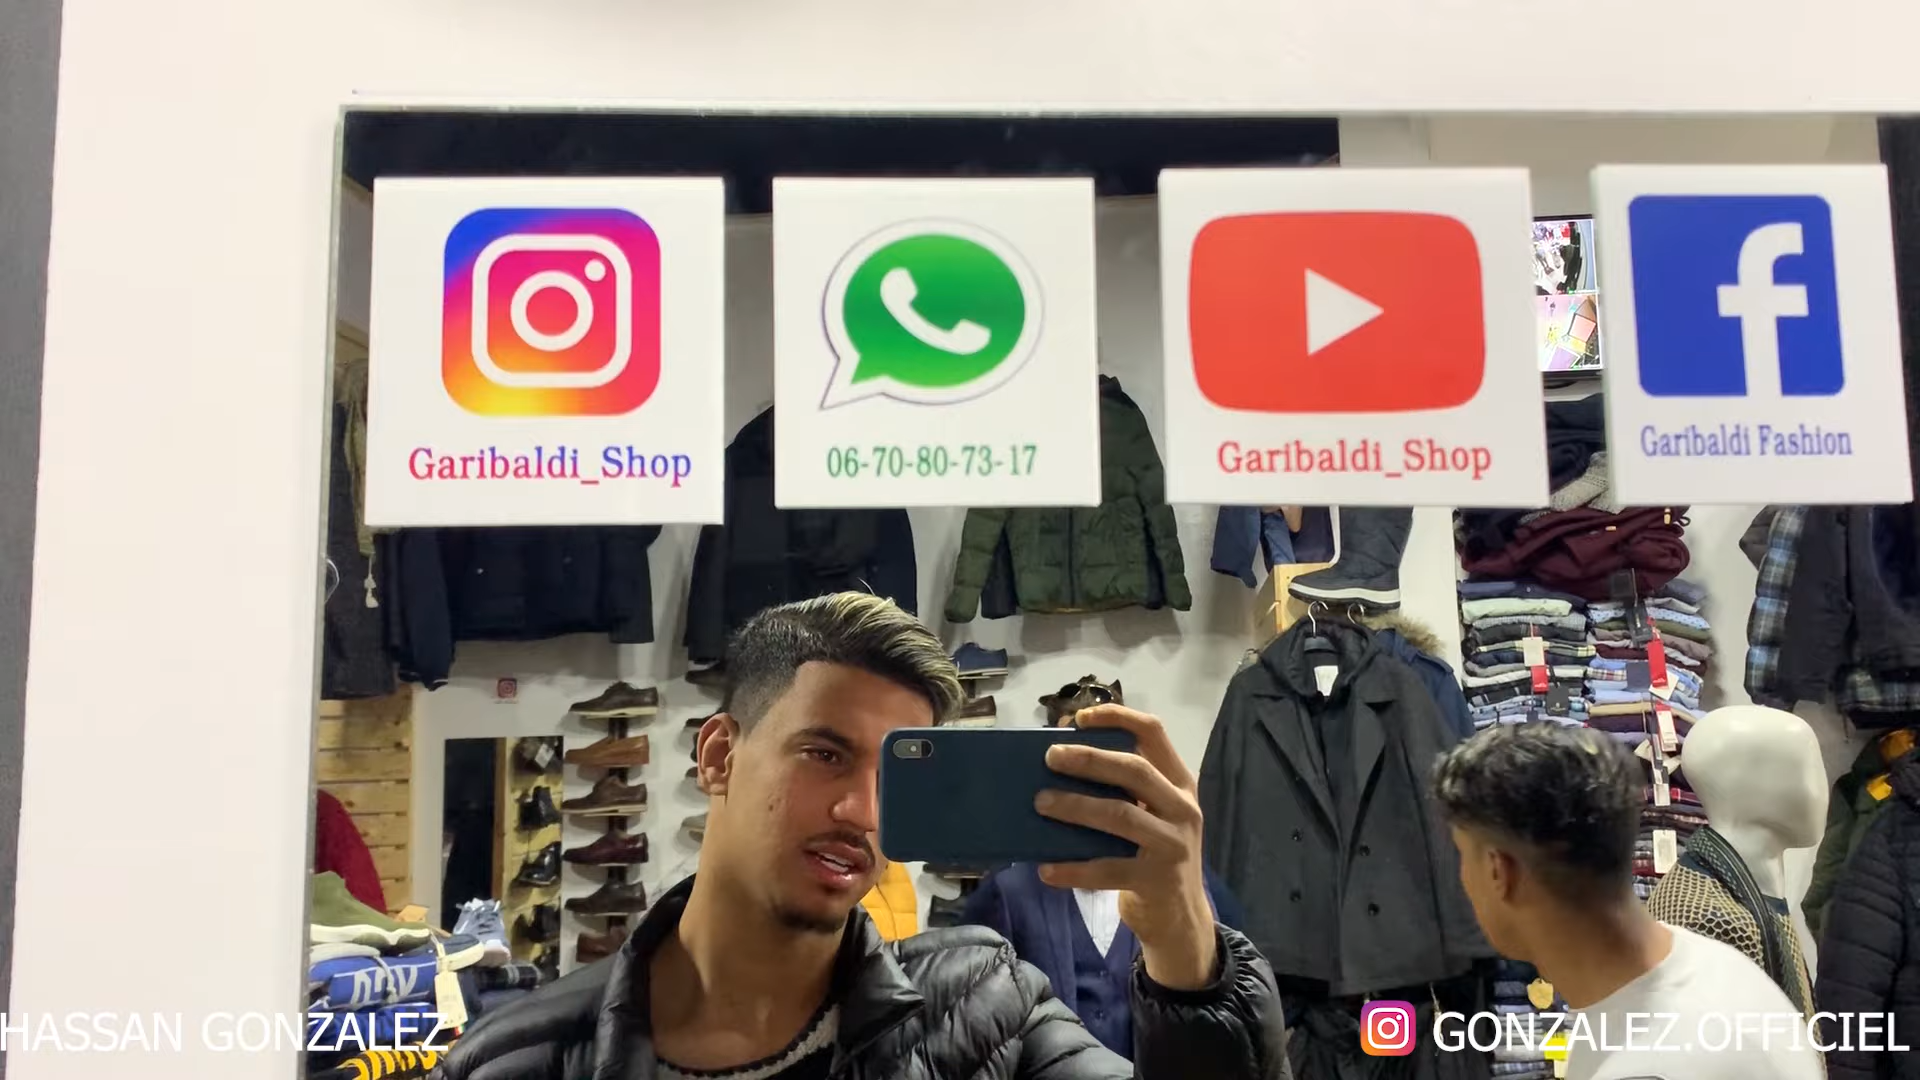 Garibaldi_Shop
06-70-80-73-17
Garibaldi_Shop
Garibaldi Fashion
HASSAN GONZALEZ
GONZALEZ.OFFICIEL